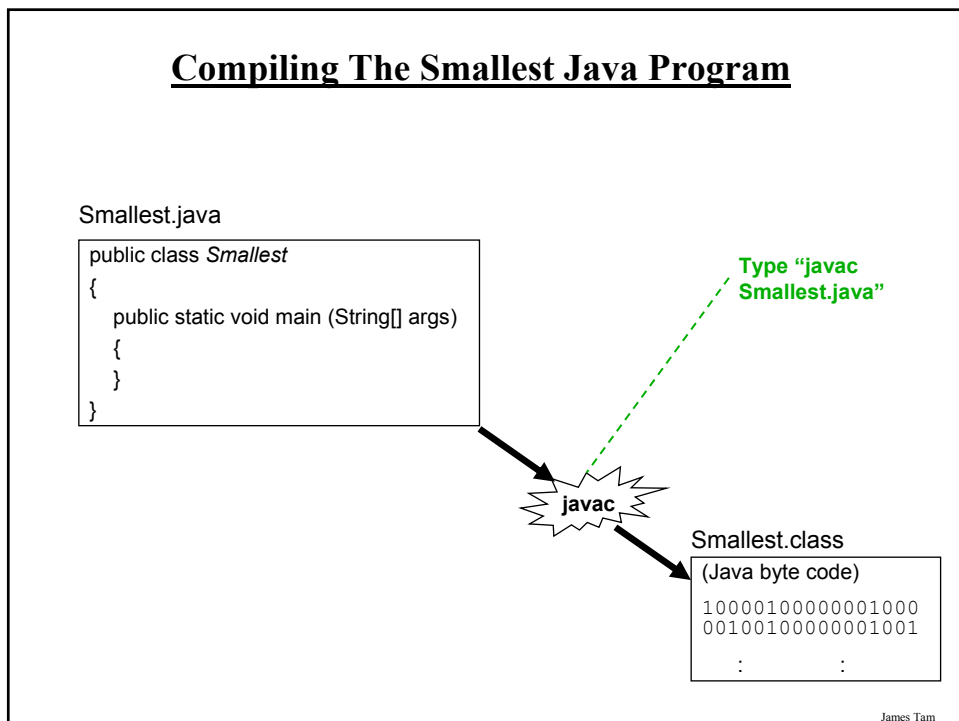 Compiling The Smallest Java Program
Smallest.java
public class Smallest
{
public static void main (String[] args)
{
}
}
Type “javac
Smallest.java”
javac
Smallest.class
(Java byte code)
10000100000001000
00100100000001001
: :
James Tam